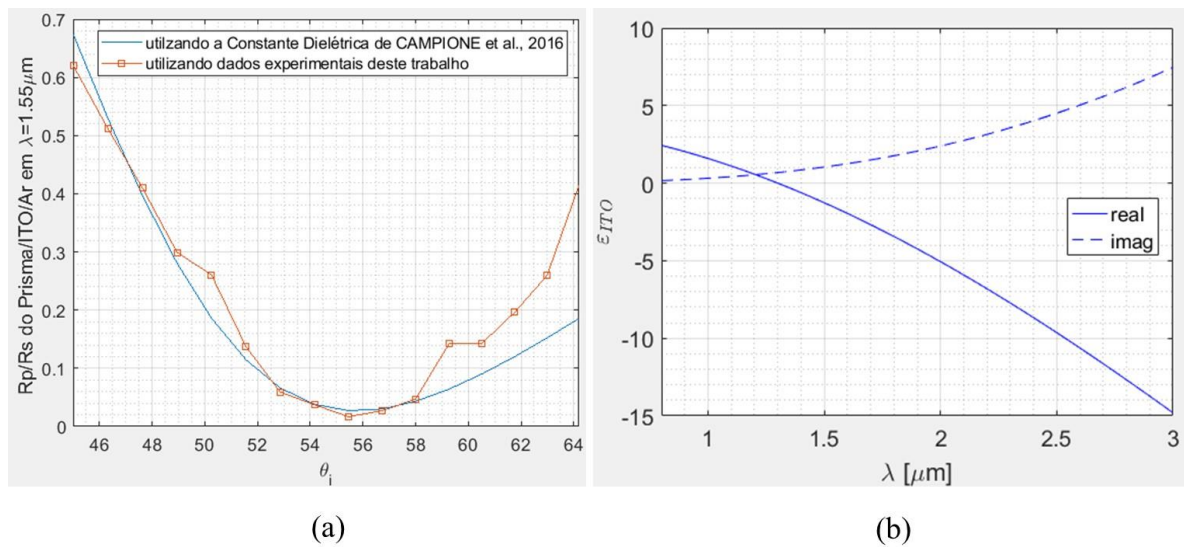 0.7
0.6
0.5
0.4
0.3
0.2
0.1
0
Rp/Rs do Prisma/ITO/Ar em λ=1.55μm
utilzando a Constante Dielétrica de CAMPIONE et al., 2016
utilizando dados experimentais deste trabalho
46 48 50 52 54 56 58 60 62 64
θi
(a)
10
5
0
-5
-10
-15
εITO
real
imag
1 1.5 2 2.5 3
λ [μm]
(b)